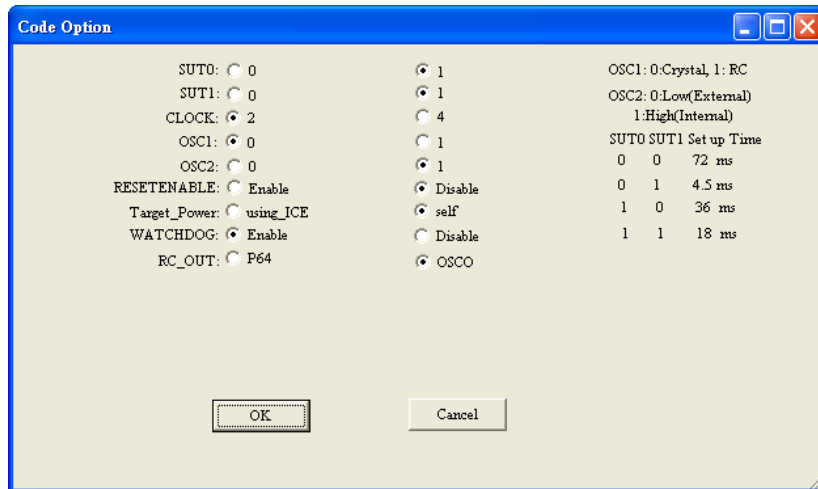 Code Option
SUT0: 0 1
SUT1: 0 1
CLOCK: 2 4
OSC1: 0 1
OSC2: 0 1
RESETENABLE: Enable Disable
Target_Power: using_ICE self
WATCHDOG: Enable Disable
RC_OUT: P64 OSCO
OSC1: 0:Crystal, 1: RC
OSC2: 0:Low(External)
1:High(Internal)
SUT0 SUT1 Set up Time
0 0 72 ms
0 1 4.5 ms
1 0 36 ms
1 1 18 ms
OK Cancel